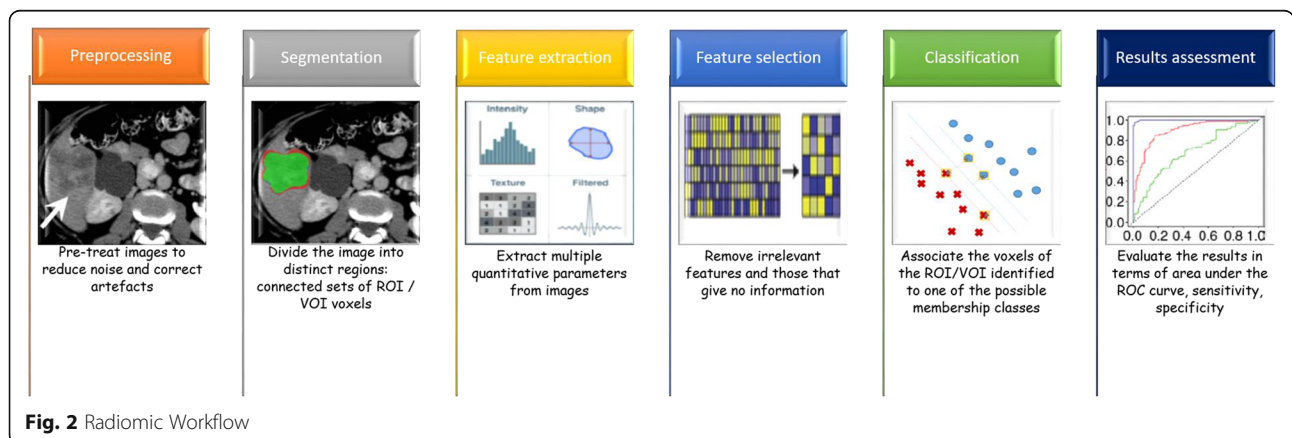 Preprocessing
Segmentation
Feature extraction
Feature selection
Classification
Results assessment
Intensity
Shape
Texture
Filtered
1.0
0.8
0.6
0.4
0.2
0.0
0.0 0.2 0.4 0.6 0.8 1.0
Pre-treat images to
reduce noise and correct
artefacts
Divide the image into
distinct regions:
connected sets of ROI /
VOI voxels
Extract multiple
quantitative parameters
from images
Remove irrelevant
features and those that
give no information
Associate the voxels of
the ROI/VOI identified
to one of the possible
membership classes
Evaluate the results in
terms of area under the
ROC curve, sensitivity,
specificity
Fig. 2 Radiomic Workflow